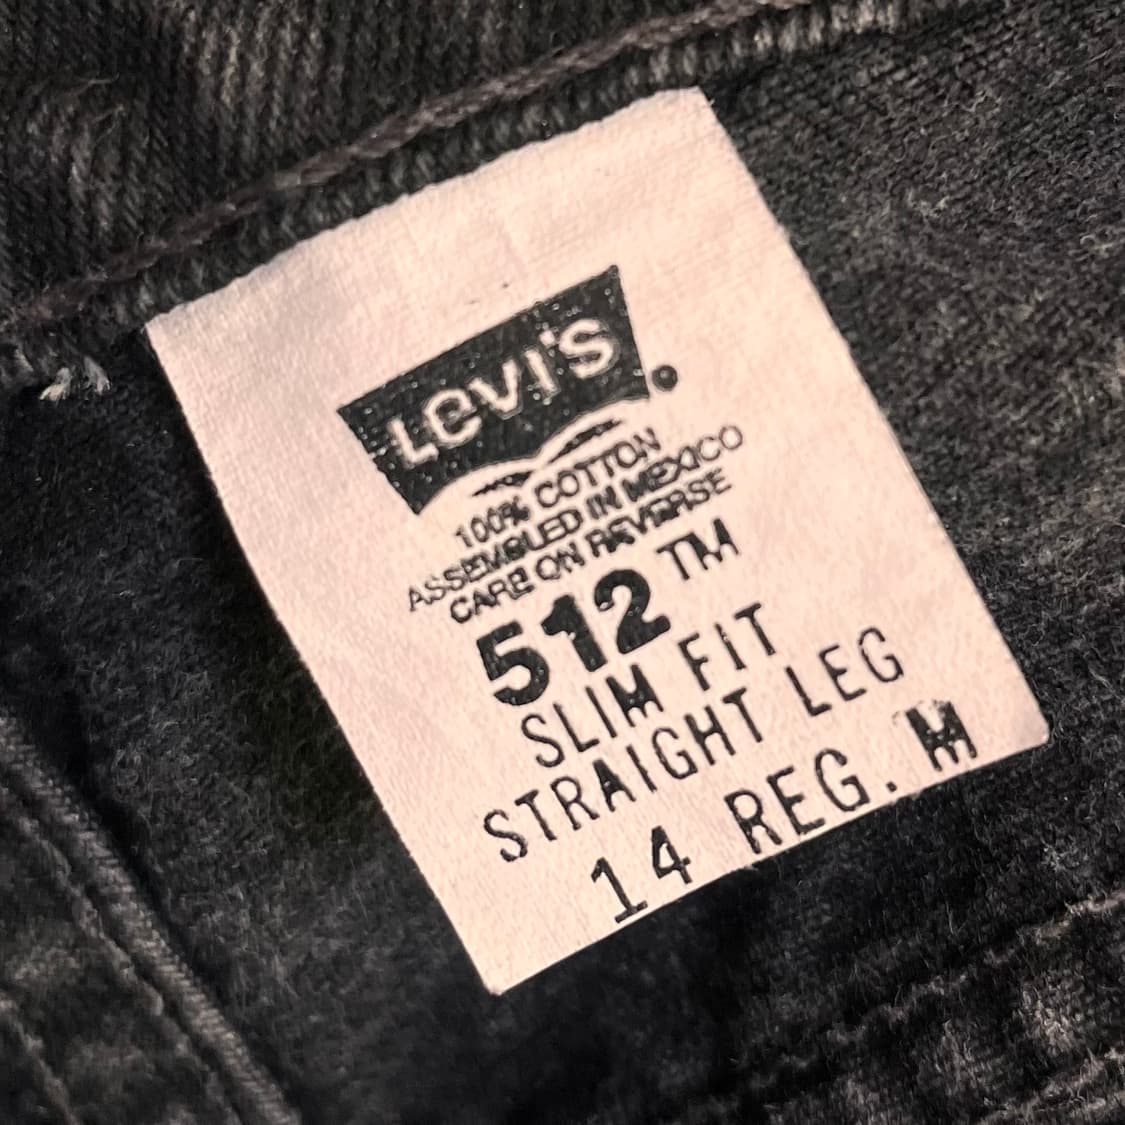 Levi's ®
100% COTTON
ASSEMBLED IN MEXICO
CARE ON REVERSE
512 TM
SLIM FIT
STRAIGHT LEG
14 REG. M